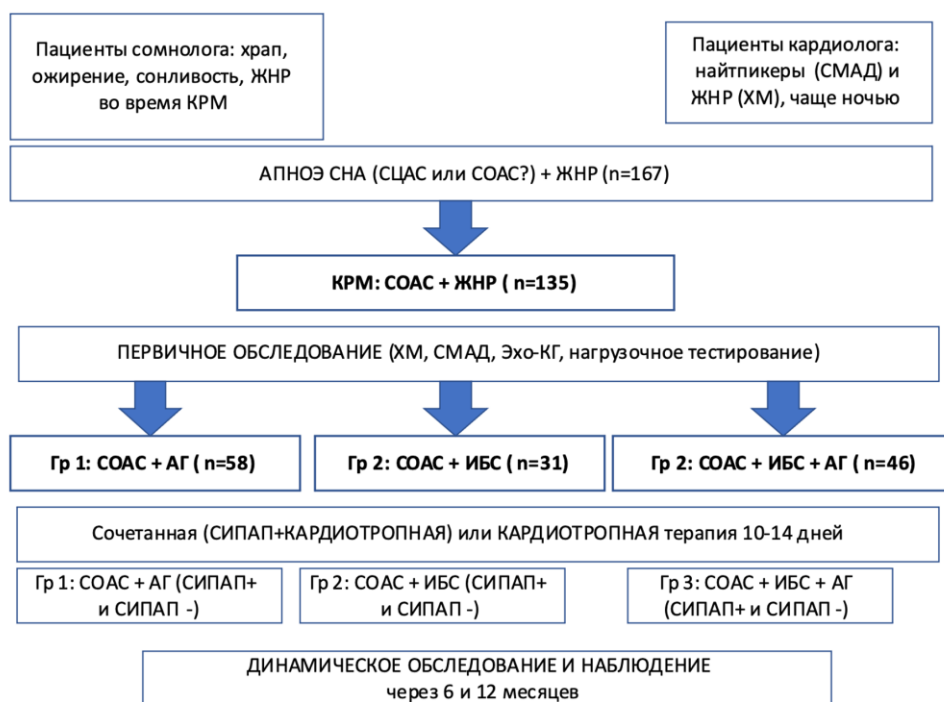 Пациенты сомнолога: храп,
ожирение, сонливость, ЖНР
во время КРМ
Пациенты кардиолога:
найтпикеры (СМАД) и
ЖНР (ХМ), чаще ночью
АПНОЭ СНА (СЦАС или СОАС?) + ЖНР (n=167)
КРМ: СОАС + ЖНР ( n=135)
ПЕРВИЧНОЕ ОБСЛЕДОВАНИЕ (ХМ, СМАД, Эхо-КГ, нагрузочное тестирование)
Гр 1: СОАС + АГ ( n=58)
Гр 2: СОАС + ИБС ( n=31)
Гр 2: СОАС + ИБС + АГ ( n=46)
Сочетанная (СИПАП+КАРДИОТРОПНАЯ) или КАРДИОТРОПНАЯ терапия 10-14 дней
Гр 1: СОАС + АГ (СИПАП+
и СИПАП -)
Гр 2: СОАС + ИБС (СИПАП+
и СИПАП -)
Гр 3: СОАС + ИБС + АГ
(СИПАП+ и СИПАП -)
ДИНАМИЧЕСКОЕ ОБСЛЕДОВАНИЕ И НАБЛЮДЕНИЕ
через 6 и 12 месяцев